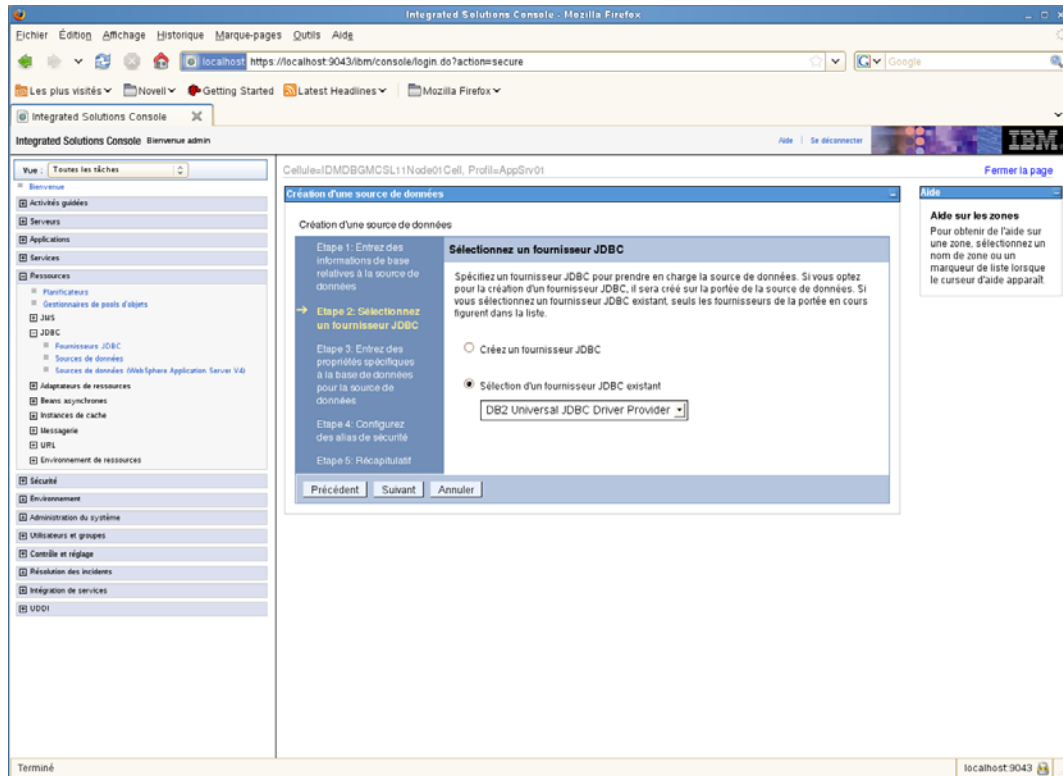 Integrated Solutions Console - Mozilla Firefox
Fichier Édition Affichage Historique Marque-pages Outils Aide
localhost https://localhost:9043/ibm/console/login.do?action=secure
Google
Les plus visités Novell Getting Started Latest Headlines Mozilla Firefox
Integrated Solutions Console
Integrated Solutions Console Bienvenue admin
Aide Se déconnecter
IBM
Vue : Toutes les tâches
Bienvenue
Activités guidées
Serveurs
Applications
Services
Ressources
Planificateurs
Gestionnaires de pools d'objets
JMS
JDBC
Fournisseurs JDBC
Sources de données
Sources de données (WebSphere Application Server V4)
Adaptateurs de ressources
Beans asynchrones
Instances de cache
Messagerie
URL
Environnement de ressources
Sécurité
Environnement
Administration du système
Utilisateurs et groupes
Contrôle et réglage
Résolution des incidents
Intégration de services
UDDI
Cellule=IDMDBGMCSL11Node01Cell, Profil=AppSrv01
Fermer la page
Création d'une source de données
Création d'une source de données
Etape 1: Entrez des
informations de base
relatives à la source de
données
Etape 2: Sélectionnez
un fournisseur JDBC
Etape 3: Entrez des
propriétés spécifiques
à la base de données
pour la source de
données
Etape 4: Configurez
des alias de sécurité
Etape 5: Récapitulatif
Sélectionnez un fournisseur JDBC
Spécifiez un fournisseur JDBC pour prendre en charge la source de données. Si vous optez
pour la création d'un fournisseur JDBC, il sera créé sur la portée de la source de données. Si
vous sélectionnez un fournisseur JDBC existant, seuls les fournisseurs de la portée en cours
figurent dans la liste.
Créez un fournisseur JDBC
Sélection d'un fournisseur JDBC existant
DB2 Universal JDBC Driver Provider
Précédent Suivant Annuler
Aide
Aide sur les zones
Pour obtenir de l'aide sur
une zone, sélectionnez un
nom de zone ou un
marqueur de liste lorsque
le curseur d'aide apparaît.
Terminé
localhost:9043